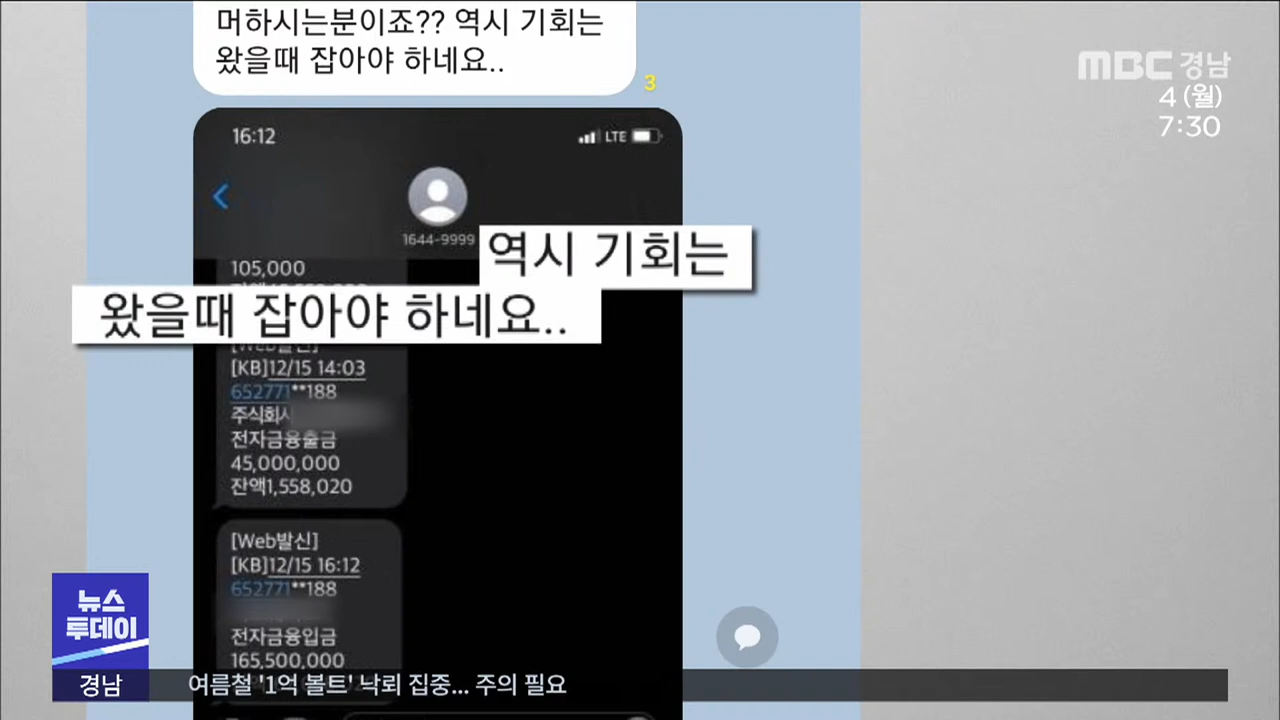 머하시는분이죠?? 역시 기회는
왔을때 잡아야 하네요..
3
MBC 경남
4 (월)
7:30
16:12
LTE
1644-9999
역시 기회는
왔을때 잡아야 하네요..
105,000
[Web발신]
[KB]12/15 14:03
652771**188
주식회사
전자금융출금
45,000,000
잔액1,558,020
[Web발신]
[KB]12/15 16:12
652771**188
전자금융입금
165,500,000
뉴스
투데이
경남
여름철 '1억 볼트' 낙뢰 집중... 주의 필요